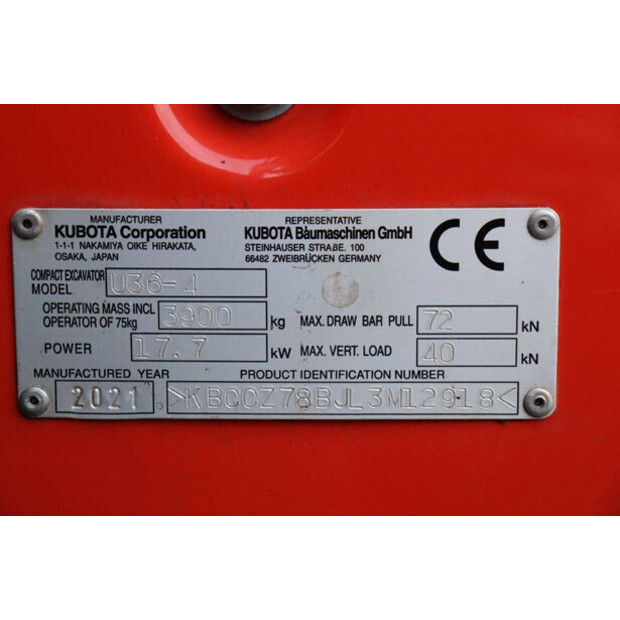 MANUFACTURER
KUBOTA Corporation
1-1-1 NAKAMIYA OIKE HIRAKATA,
OSAKA, JAPAN
REPRESENTATIVE
KUBOTA Baumaschinen GmbH
STEINHAUSER STRAßE. 100
66482 ZWEIBRÜCKEN GERMANY
CE
COMPACT EXCAVATOR
MODEL U36-4
OPERATING MASS INCL
OPERATOR OF 75kg 3900 kg
MAX. DRAW BAR PULL 72 kN
POWER 17.7 kW
MAX. VERT. LOAD 40 kN
MANUFACTURED YEAR
2021
PRODUCT IDENTIFICATION NUMBER
>KBCCZ78BJL3M12918<